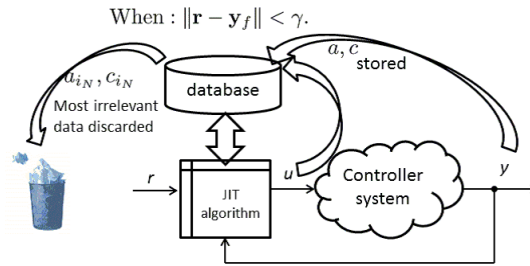 When : ‖r − y_f‖ < γ.
a, c
stored
a_{i_N}, c_{i_N}
Most irrelevant
data discarded
database
r
JIT
algorithm
u
Controller
system
y